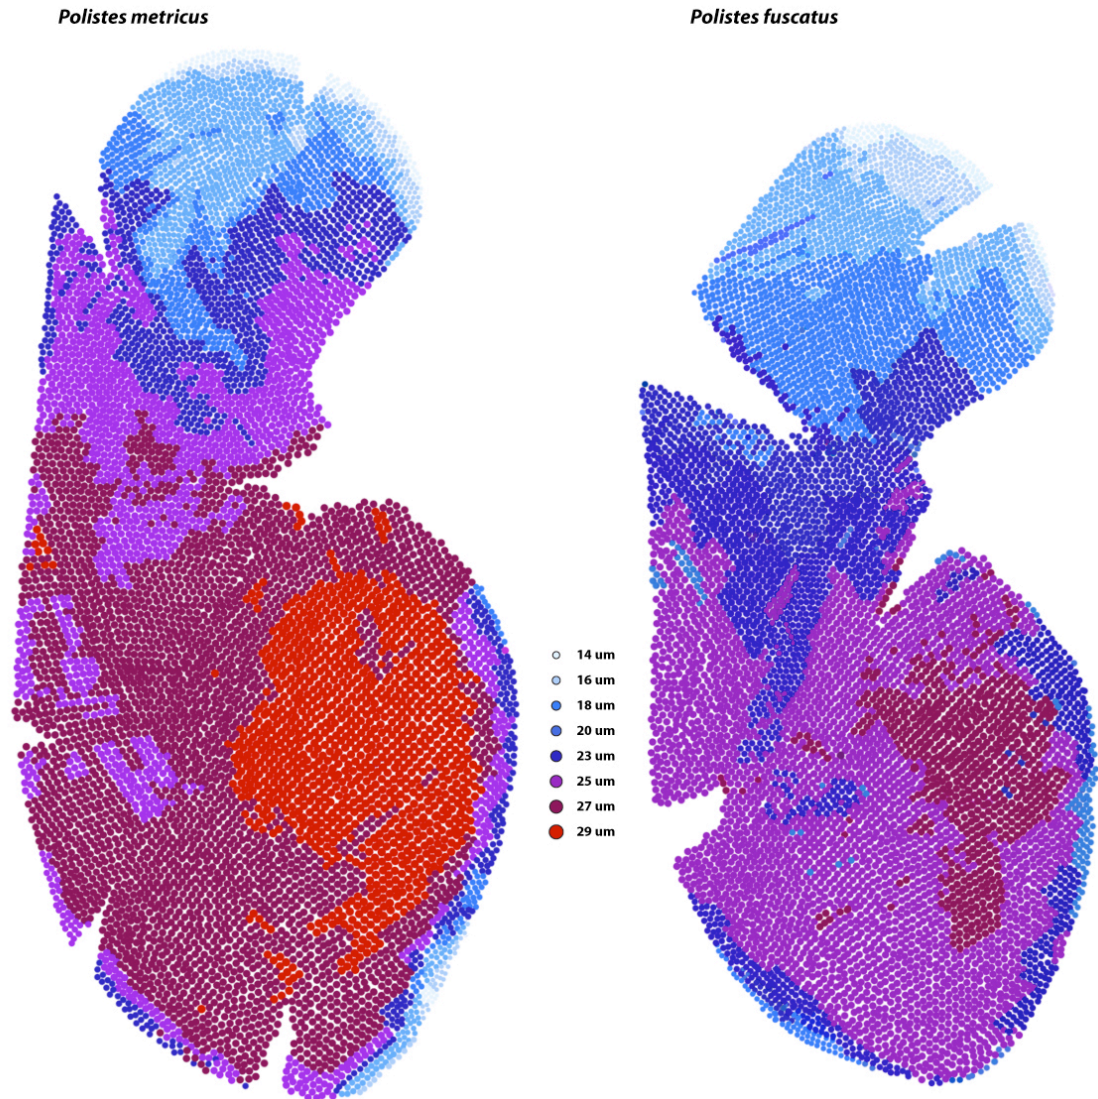 Polistes metricus
Polistes fuscatus
14 um
16 um
18 um
20 um
23 um
25 um
27 um
29 um